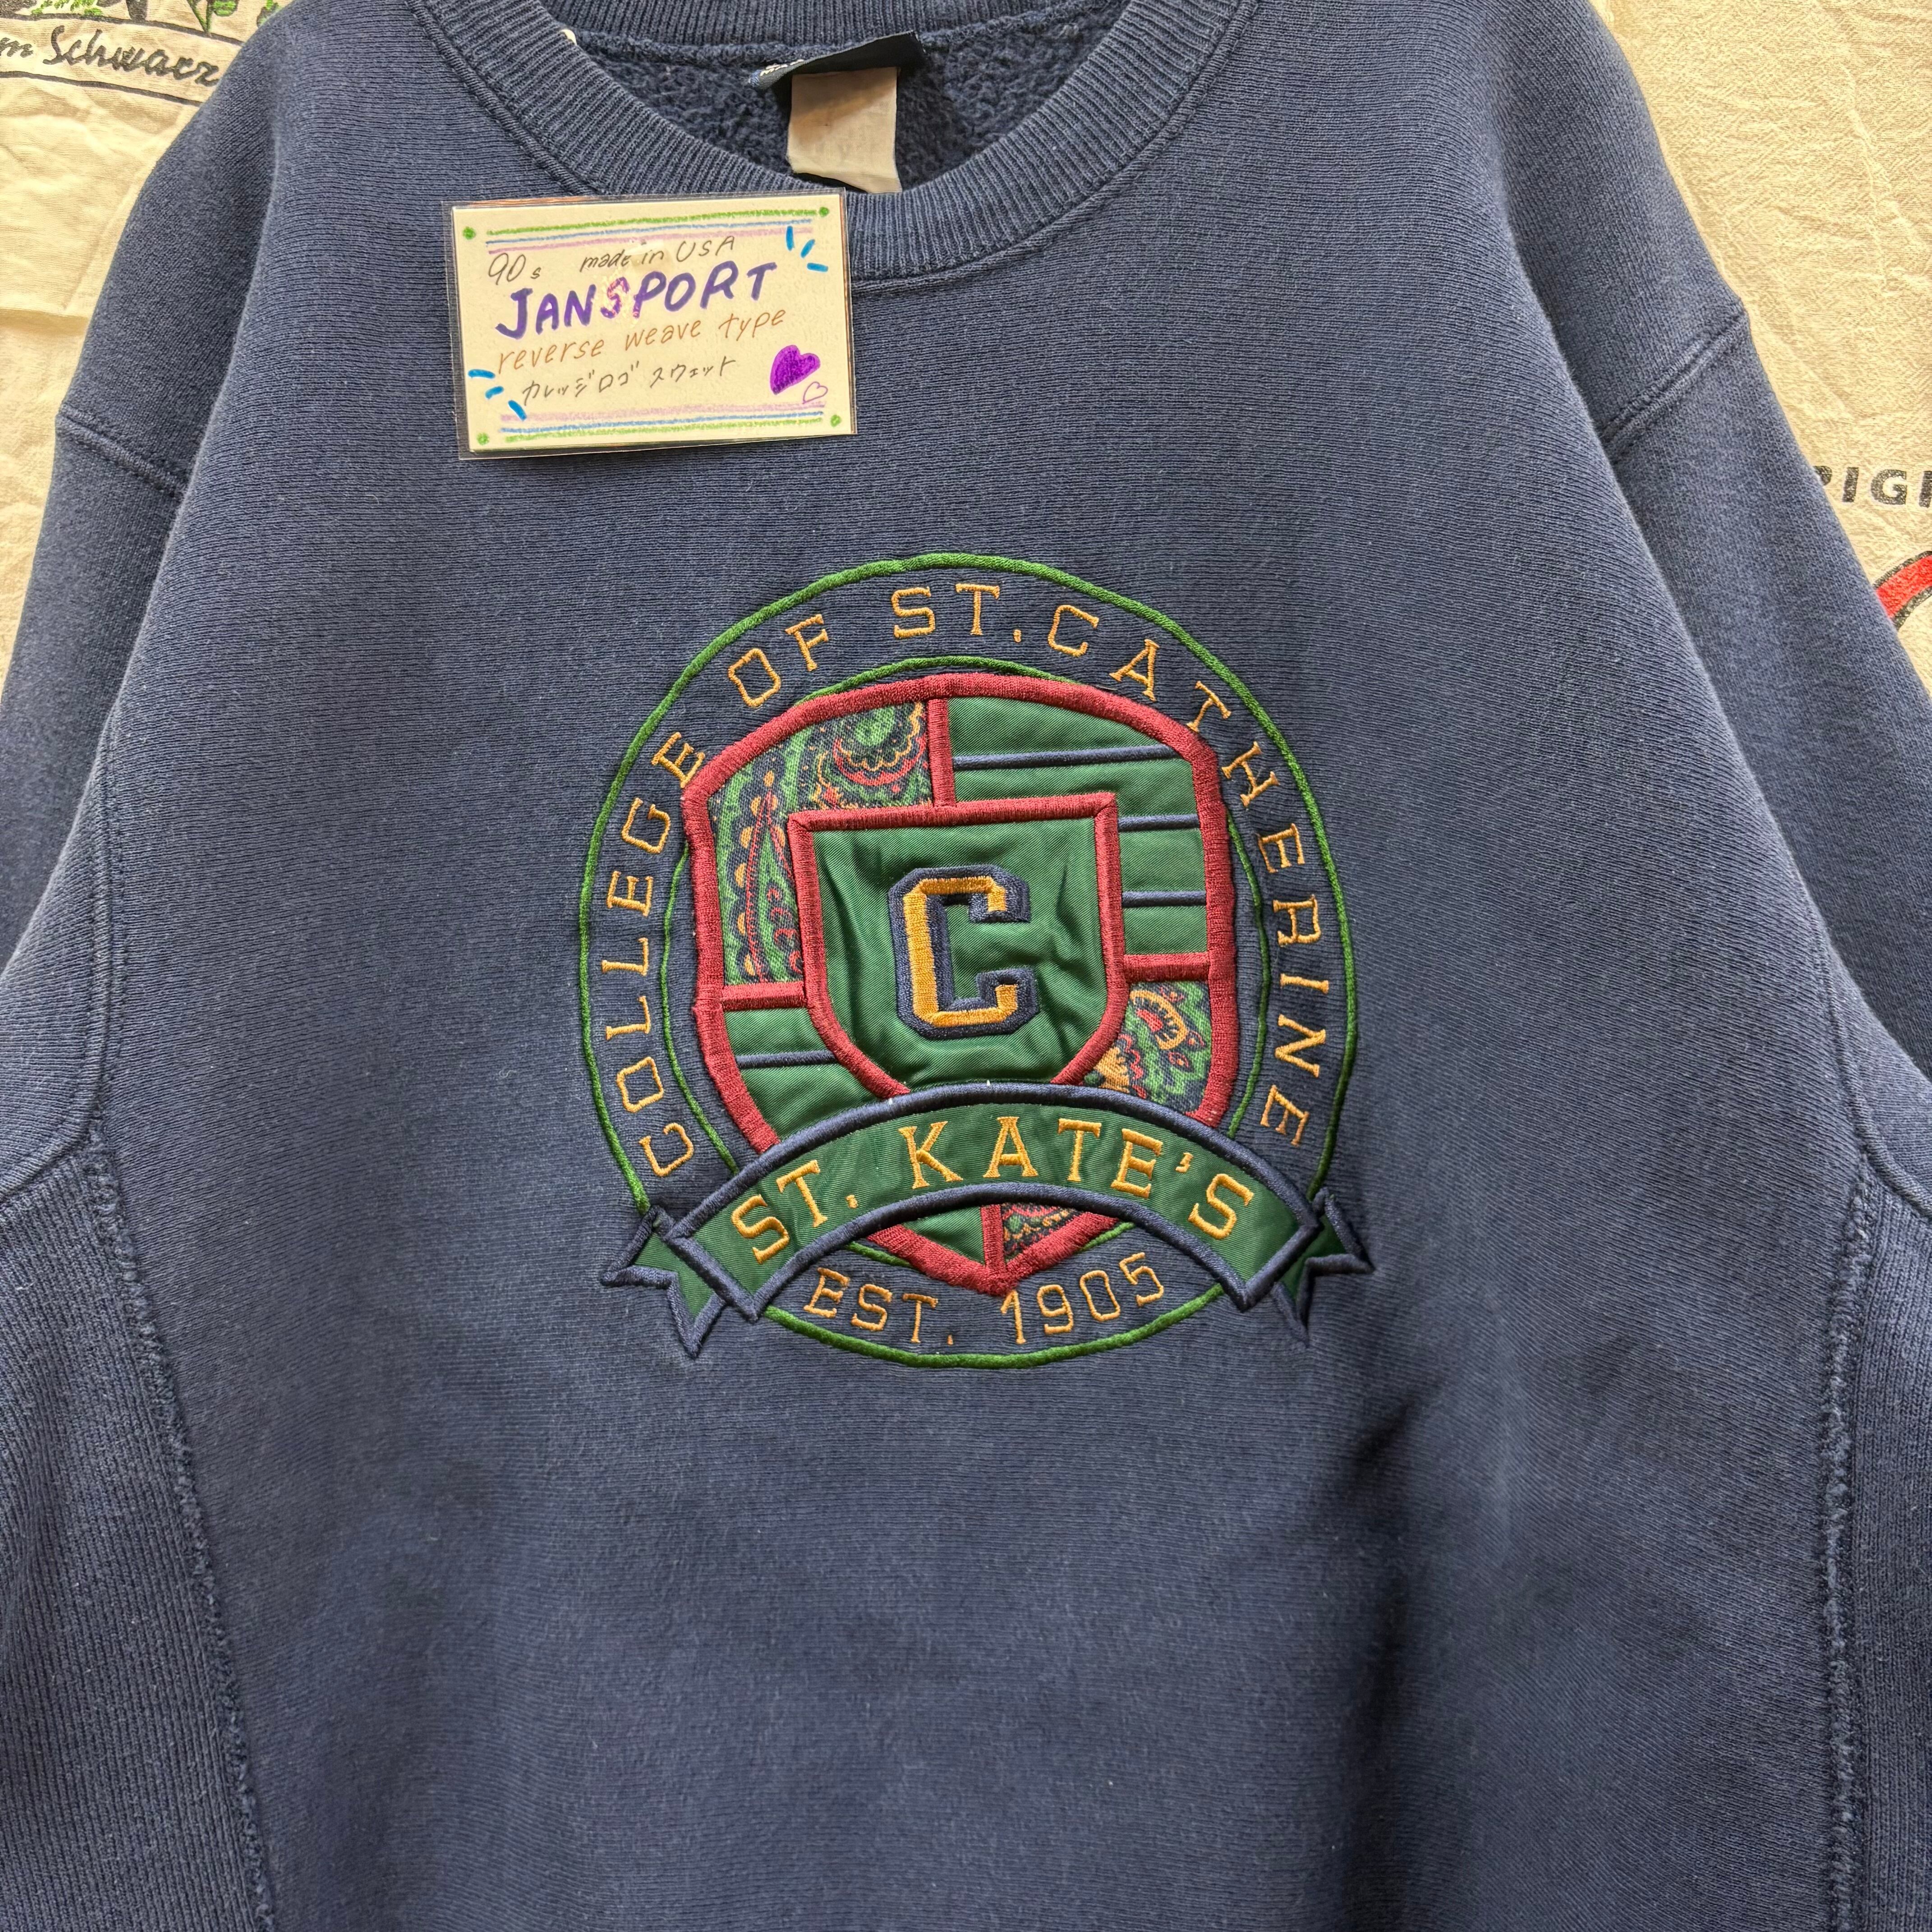 m Schwarz
90s made in USA
JANSPORT
reverse weave type
カレッジロゴ スウェット
COLLEGE OF ST. CATHERINE
C
ST. KATE'S
EST. 1905